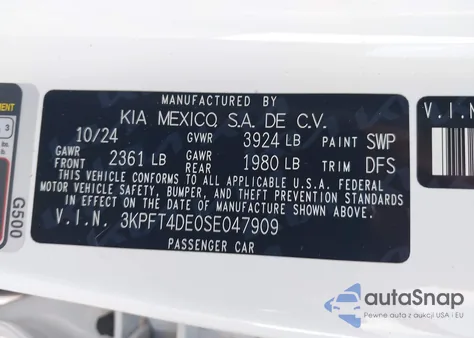 MANUFACTURED BY
KIA MEXICO, S.A. DE C.V.
10/24 GVWR 3924 LB PAINT SWP
GAWR FRONT 2361 LB GAWR REAR 1980 LB TRIM DFS
THIS VEHICLE CONFORMS TO ALL APPLICABLE U.S.A. FEDERAL
MOTOR VEHICLE SAFETY, BUMPER, AND THEFT PREVENTION STANDARDS
IN EFFECT ON THE DATE OF MANUFACTURE SHOWN ABOVE.
V.I.N. 3KPFT4DE0SE047909
PASSENGER CAR
G500
V.I.N
autoSnap
Pewne auta z aukcji USA i EU